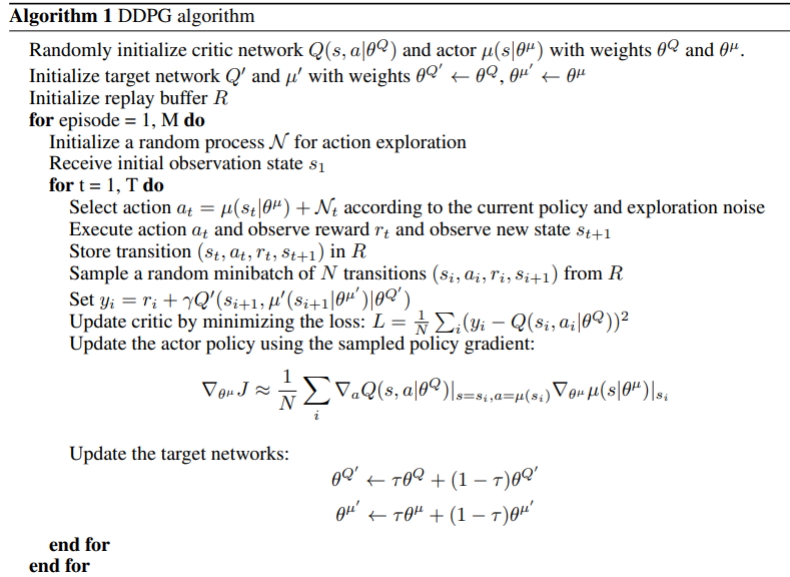 Algorithm 1 DDPG algorithm
Randomly initialize critic network Q(s, a|θ^Q) and actor μ(s|θ^μ) with weights θ^Q and θ^μ.
Initialize target network Q′ and μ′ with weights θ^{Q′} ← θ^Q, θ^{μ′} ← θ^μ
Initialize replay buffer R
for episode = 1, M do
Initialize a random process 𝒩 for action exploration
Receive initial observation state s_1
for t = 1, T do
Select action a_t = μ(s_t|θ^μ) + 𝒩_t according to the current policy and exploration noise
Execute action a_t and observe reward r_t and observe new state s_{t+1}
Store transition (s_t, a_t, r_t, s_{t+1}) in R
Sample a random minibatch of N transitions (s_i, a_i, r_i, s_{i+1}) from R
Set y_i = r_i + γQ′(s_{i+1}, μ′(s_{i+1}|θ^{μ′})|θ^{Q′})
Update critic by minimizing the loss: L = \frac{1}{N} ∑_i(y_i − Q(s_i, a_i|θ^Q))^2
Update the actor policy using the sampled policy gradient:
∇_{θ^μ} J ≈ \frac{1}{N} ∑_i ∇_a Q(s, a|θ^Q)|_{s=s_i,a=μ(s_i)} ∇_{θ^μ} μ(s|θ^μ)|_{s_i}
Update the target networks:
θ^{Q′} ← τθ^Q + (1 − τ)θ^{Q′}
θ^{μ′} ← τθ^μ + (1 − τ)θ^{μ′}
end for
end for